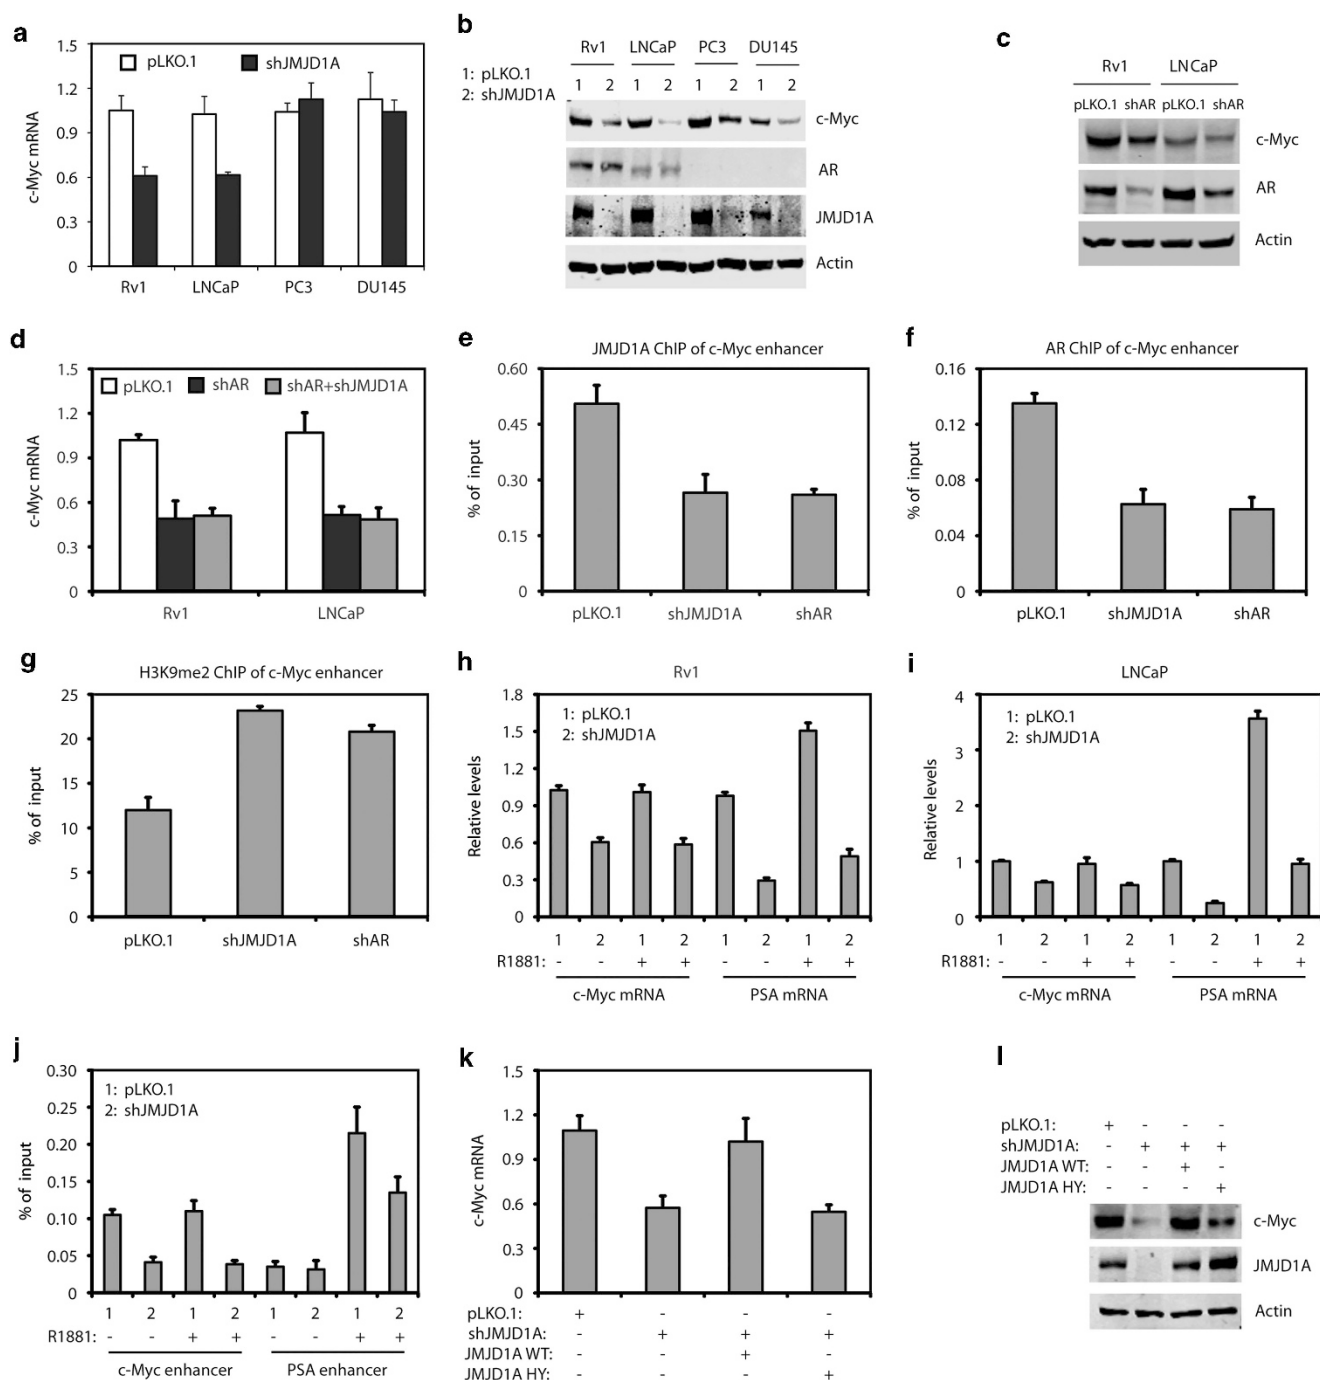 a
1.5
1.2
0.9
0.6
0.3
0
c-Myc mRNA
pLKO.1
shJMJD1A
Rv1 LNCaP PC3 DU145
b
Rv1 LNCaP PC3 DU145
1: pLKO.1
2: shJMJD1A
1 2 1 2 1 2 1 2
c-Myc
AR
JMJD1A
Actin
c
Rv1 LNCaP
pLKO.1 shAR pLKO.1 shAR
c-Myc
AR
Actin
d
1.5
1.2
0.9
0.6
0.3
0
c-Myc mRNA
pLKO.1 shAR shAR+shJMJD1A
Rv1 LNCaP
e
JMJD1A ChIP of c-Myc enhancer
0.60
0.45
0.30
0.15
0
% of input
pLKO.1 shJMJD1A shAR
f
AR ChIP of c-Myc enhancer
0.16
0.12
0.08
0.04
0
% of input
pLKO.1 shJMJD1A shAR
g
H3K9me2 ChIP of c-Myc enhancer
25
20
15
10
5
0
% of input
pLKO.1 shJMJD1A shAR
h
Rv1
1.8
1.5
1.2
0.9
0.6
0.3
0
Relative levels
1: pLKO.1
2: shJMJD1A
1 2 1 2 1 2 1 2
R1881: - - + + - - + +
c-Myc mRNA PSA mRNA
i
LNCaP
4
3
2
1
0
Relative levels
1: pLKO.1
2: shJMJD1A
1 2 1 2 1 2 1 2
R1881: - - + + - - + +
c-Myc mRNA PSA mRNA
j
0.30
0.25
0.20
0.15
0.10
0.05
0
% of input
1: pLKO.1
2: shJMJD1A
1 2 1 2 1 2 1 2
R1881: - - + + - - + +
c-Myc enhancer PSA enhancer
k
1.5
1.2
0.9
0.6
0.3
0
c-Myc mRNA
pLKO.1: + - - -
shJMJD1A: - + + +
JMJD1A WT: - - + -
JMJD1A HY: - - - +
l
pLKO.1: + - - -
shJMJD1A: - + + +
JMJD1A WT: - - + -
JMJD1A HY: - - - +
c-Myc
JMJD1A
Actin